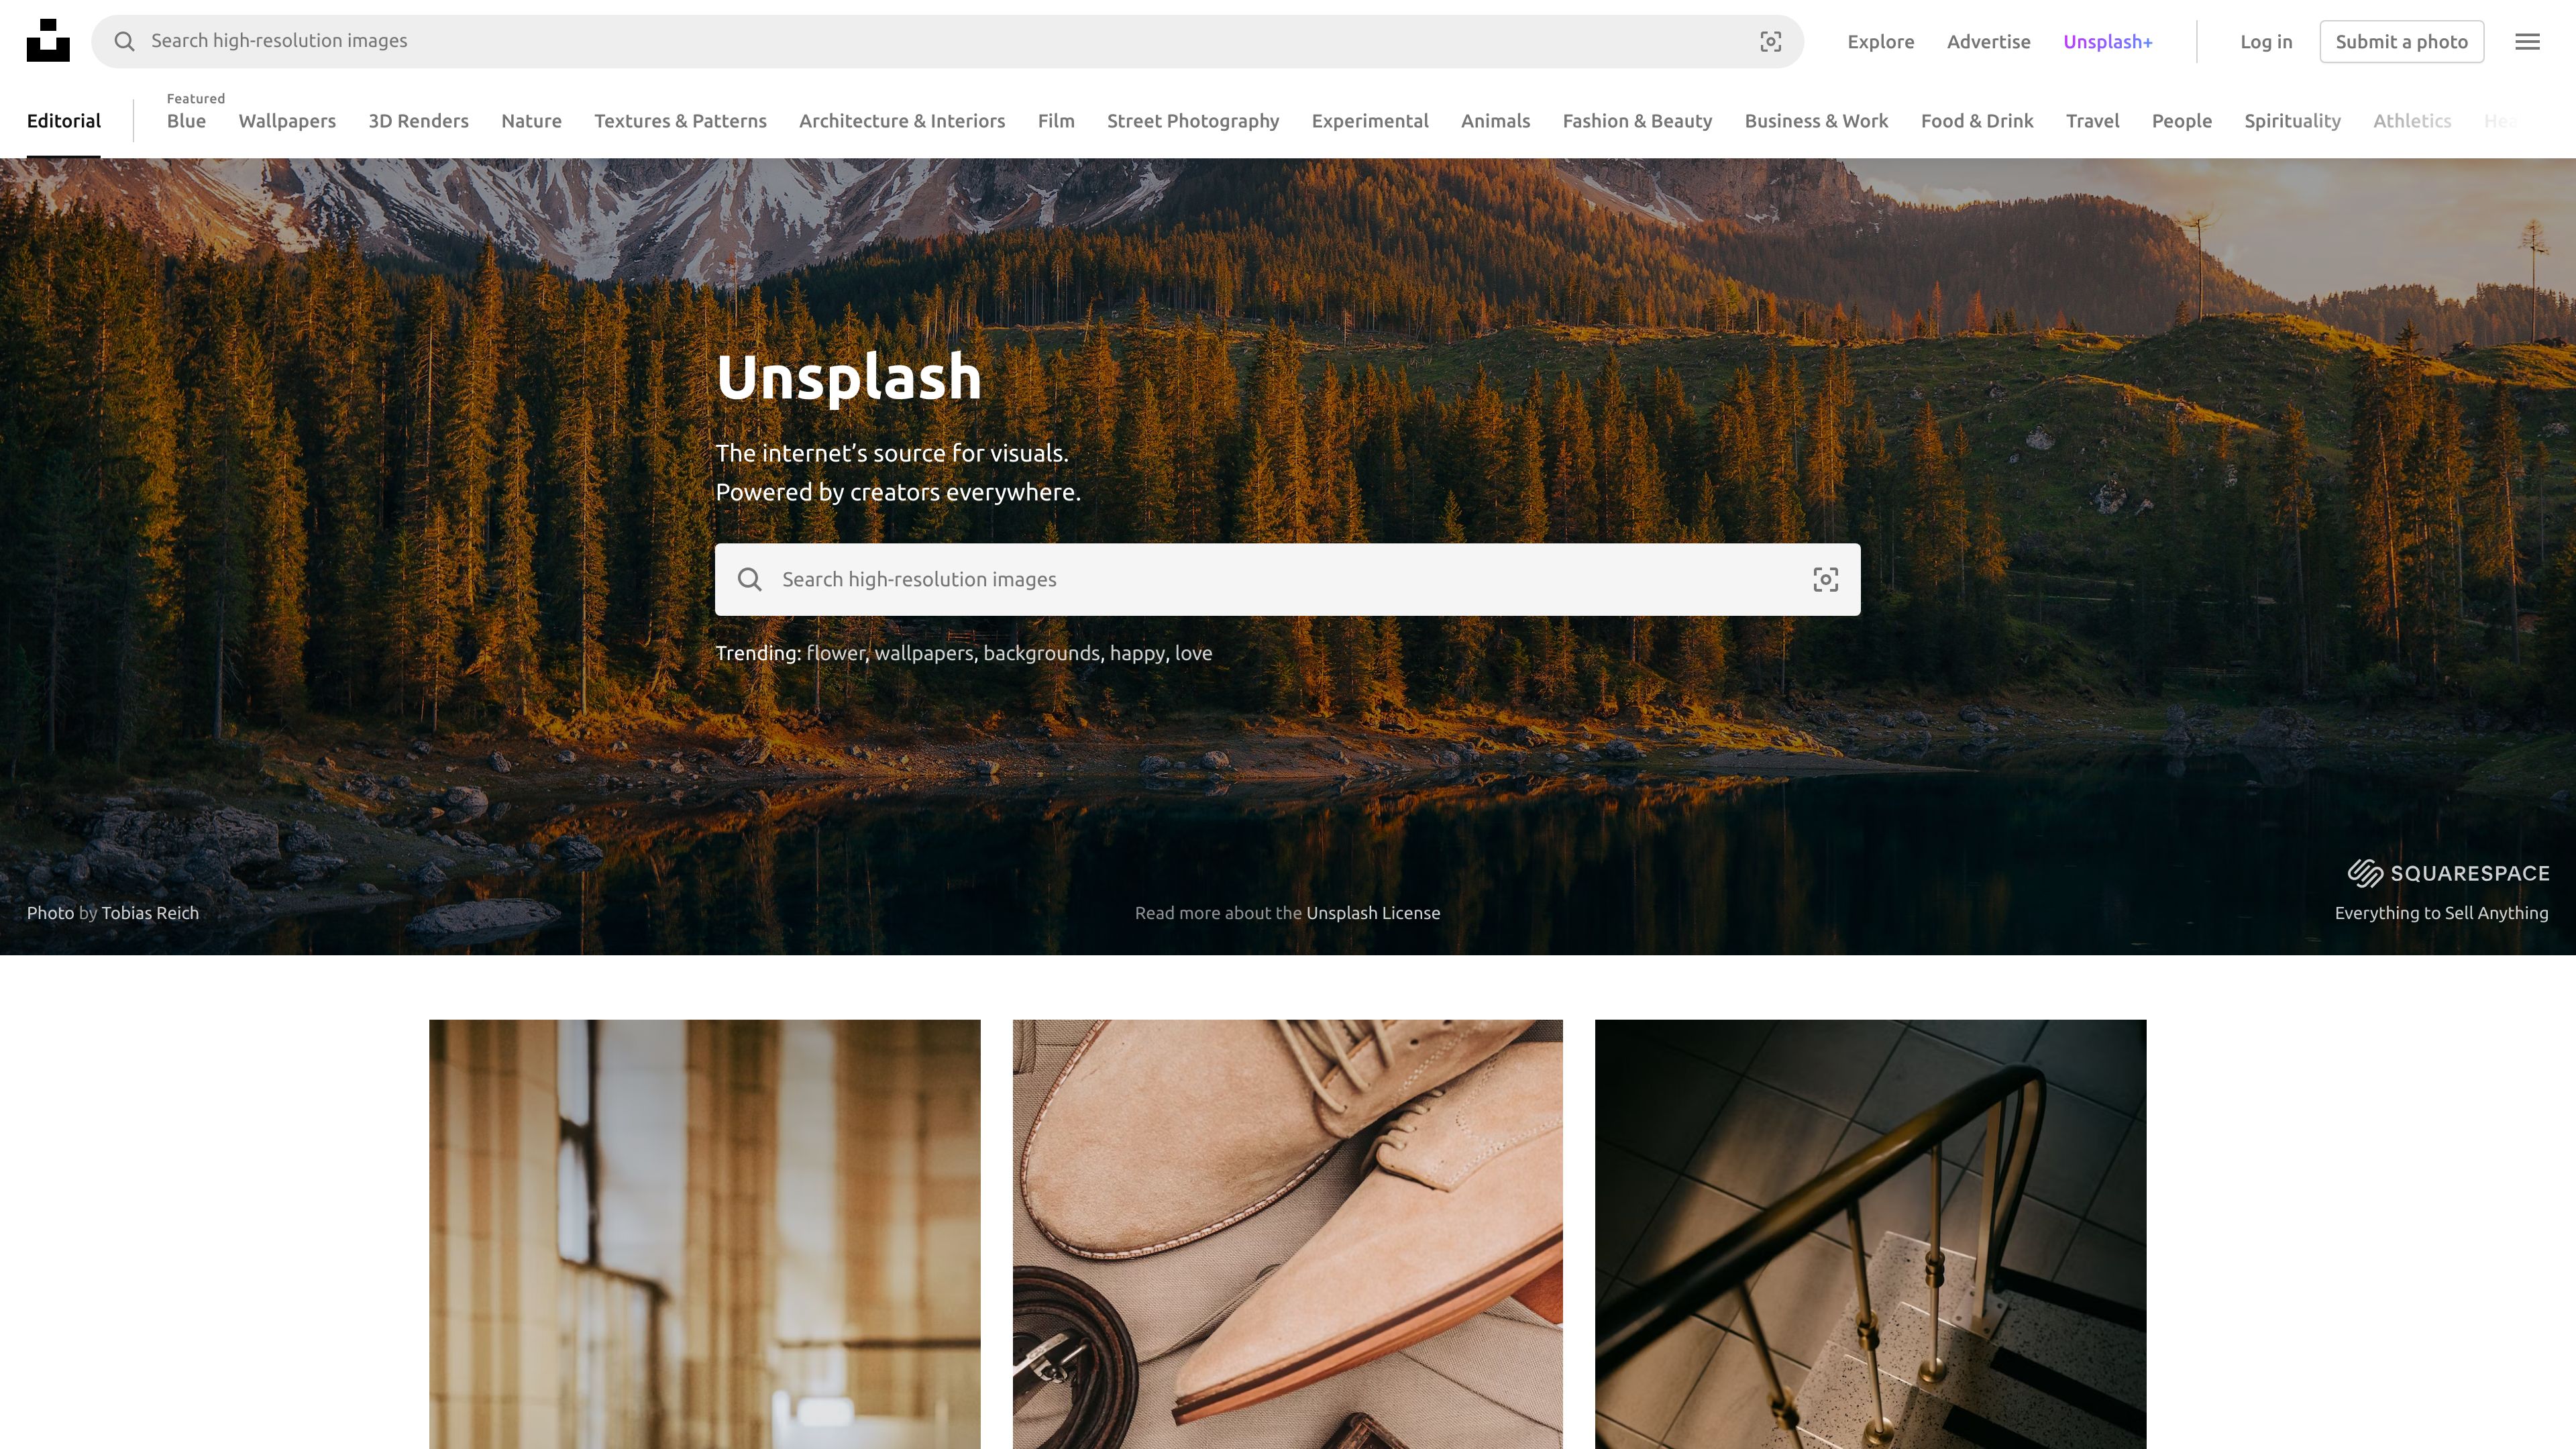 Search high-resolution images
Explore
Advertise
Unsplash+
Log in
Submit a photo
Editorial
Featured
Blue
Wallpapers
3D Renders
Nature
Textures & Patterns
Architecture & Interiors
Film
Street Photography
Experimental
Animals
Fashion & Beauty
Business & Work
Food & Drink
Travel
People
Spirituality
Athletics
Unsplash
The internet’s source for visuals.
Powered by creators everywhere.
Search high-resolution images
Trending: flower, wallpapers, backgrounds, happy, love
SQUARESPACE
Photo by Tobias Reich
Read more about the Unsplash License
Everything to Sell Anything